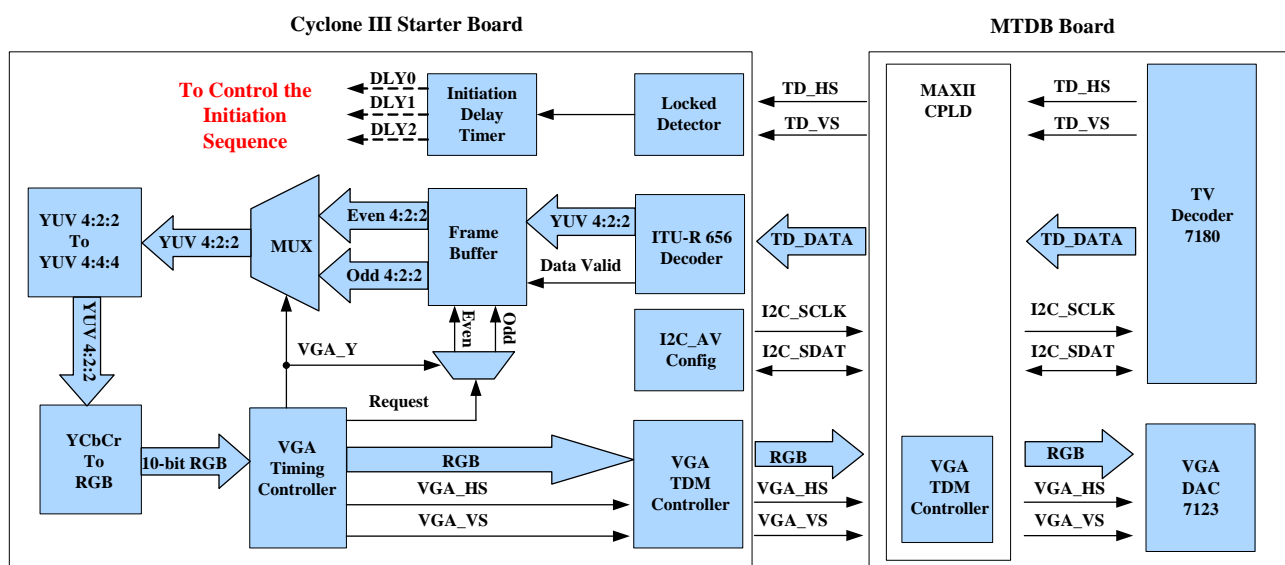 Cyclone III Starter Board
MTDB Board
To Control the
Initiation
Sequence
DLY0
DLY1
DLY2
Initiation
Delay
Timer
Locked
Detector
TD_HS
TD_VS
MAXII
CPLD
TD_HS
TD_VS
TV
Decoder
7180
YUV 4:2:2
To
YUV 4:4:4
YUV 4:2:2
MUX
Even 4:2:2
Odd 4:2:2
Frame
Buffer
YUV 4:2:2
Data Valid
ITU-R 656
Decoder
TD_DATA
TD_DATA
YUV 4:2:2
VGA_Y
Even
Odd
Request
I2C_AV
Config
I2C_SCLK
I2C_SDAT
I2C_SCLK
I2C_SDAT
YCbCr
To
RGB
10-bit RGB
VGA
Timing
Controller
RGB
VGA_HS
VGA_VS
VGA
TDM
Controller
RGB
VGA_HS
VGA_VS
VGA
TDM
Controller
RGB
VGA_HS
VGA_VS
VGA
DAC
7123